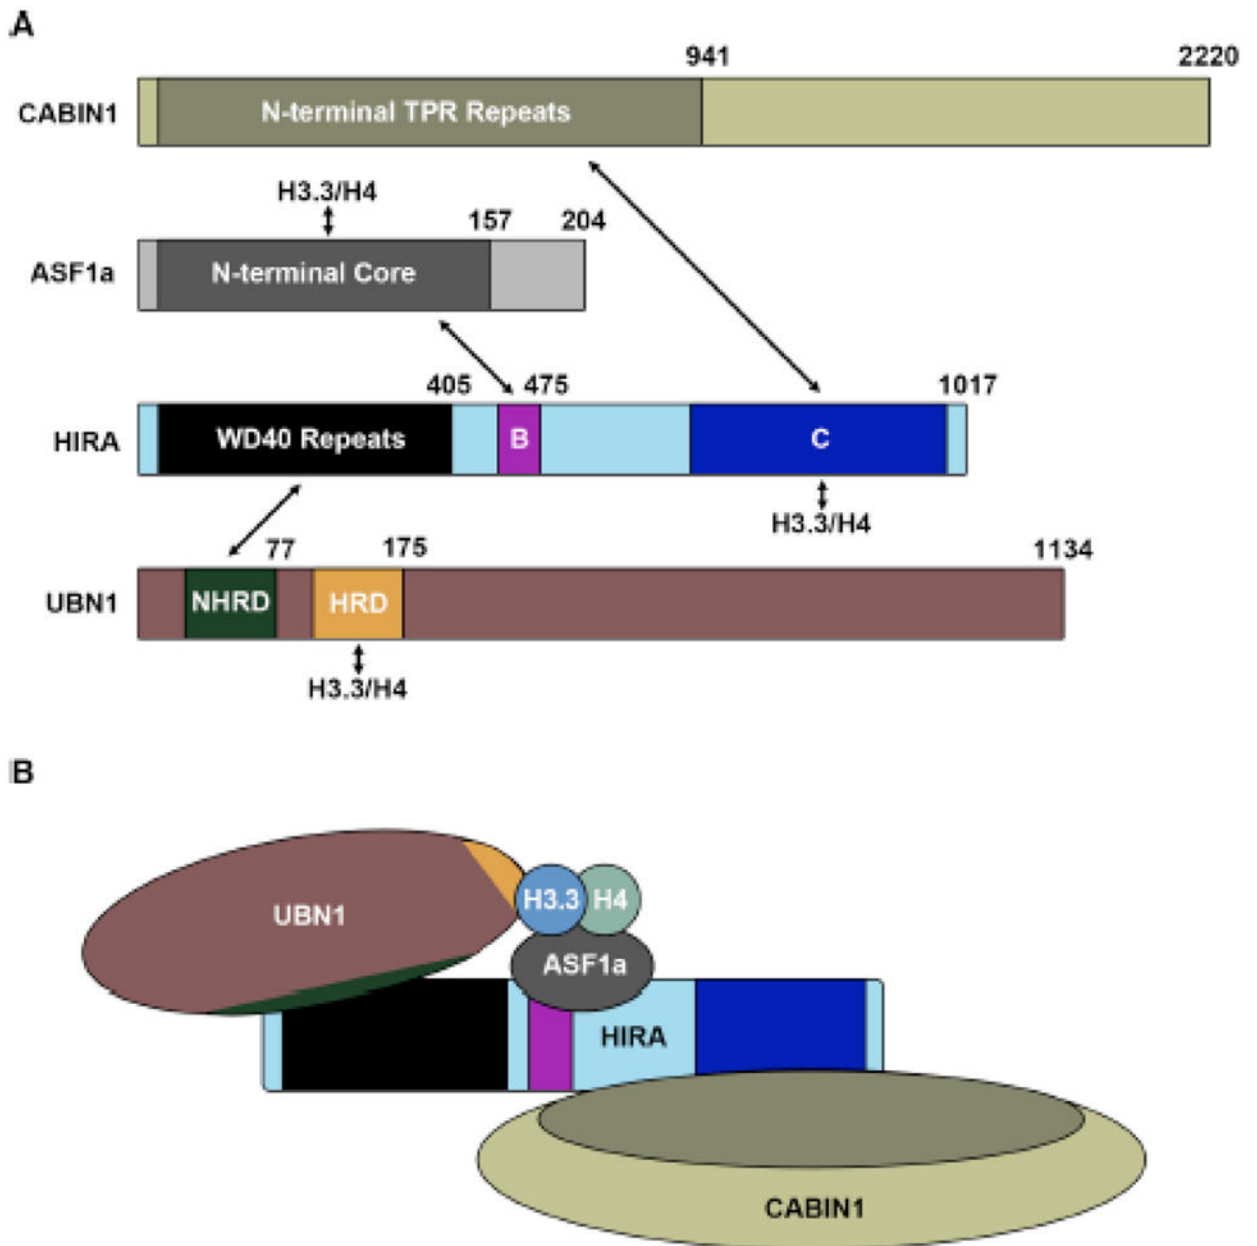 A
941 2220
CABIN1 N-terminal TPR Repeats
H3.3/H4
157 204
ASF1a N-terminal Core
405 475 1017
HIRA WD40 Repeats B C
H3.3/H4
77 175 1134
UBN1 NHRD HRD
H3.3/H4
B
UBN1 H3.3 H4
ASF1a
HIRA
CABIN1